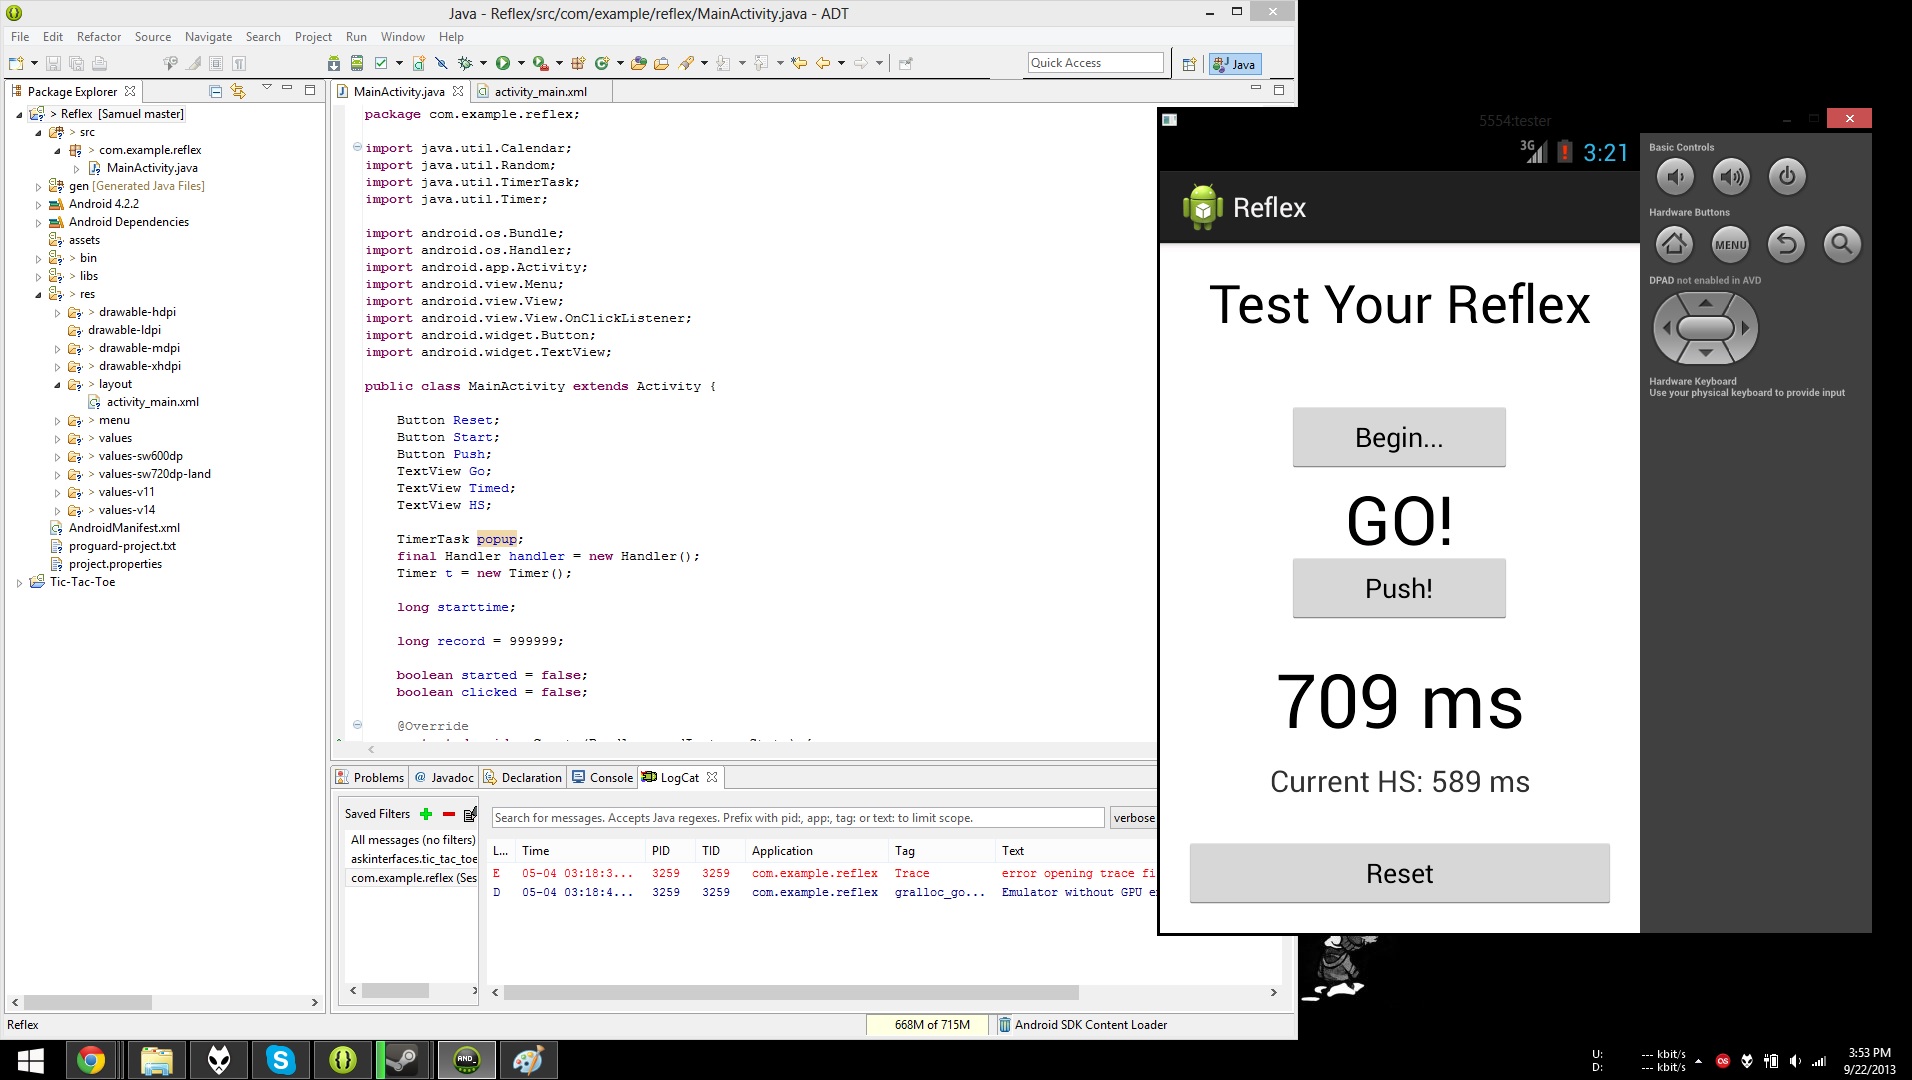 Java - Reflex/src/com/example/reflex/MainActivity.java - ADT
File Edit Refactor Source Navigate Search Project Run Window Help
Quick Access
Java
Package Explorer
> Reflex [Samuel master]
> src
> com.example.reflex
MainActivity.java
gen [Generated Java Files]
Android 4.2.2
Android Dependencies
assets
> bin
> libs
> res
> drawable-hdpi
drawable-ldpi
> drawable-mdpi
> drawable-xhdpi
> layout
activity_main.xml
> menu
> values
> values-sw600dp
> values-sw720dp-land
> values-v11
> values-v14
AndroidManifest.xml
proguard-project.txt
project.properties
Tic-Tac-Toe
MainActivity.java
activity_main.xml
package com.example.reflex;
import java.util.Calendar;
import java.util.Random;
import java.util.TimerTask;
import java.util.Timer;
import android.os.Bundle;
import android.os.Handler;
import android.app.Activity;
import android.view.Menu;
import android.view.View;
import android.view.View.OnClickListener;
import android.widget.Button;
import android.widget.TextView;
public class MainActivity extends Activity {
Button Reset;
Button Start;
Button Push;
TextView Go;
TextView Timed;
TextView HS;
TimerTask popup;
final Handler handler = new Handler();
Timer t = new Timer();
long starttime;
long record = 999999;
boolean started = false;
boolean clicked = false;
@Override
Problems @ Javadoc Declaration Console LogCat
Saved Filters
All messages (no filters)
askinterfaces.tic_tac_toe
com.example.reflex (Ses
Search for messages. Accepts Java regexes. Prefix with pid:, app:, tag: or text: to limit scope.
verbose
L... Time PID TID Application Tag Text
E 05-04 03:18:3... 3259 3259 com.example.reflex Trace error opening trace fi
D 05-04 03:18:4... 3259 3259 com.example.reflex gralloc_go... Emulator without GPU e
Reflex
668M of 715M
Android SDK Content Loader
5554:tester
3G
3:21
Reflex
Test Your Reflex
Begin...
GO!
Push!
709 ms
Current HS: 589 ms
Reset
Basic Controls
Hardware Buttons
MENU
DPAD not enabled in AVD
Hardware Keyboard
Use your physical keyboard to provide input
AND_
U: --- kbit/s
D: --- kbit/s
3:53 PM
9/22/2013